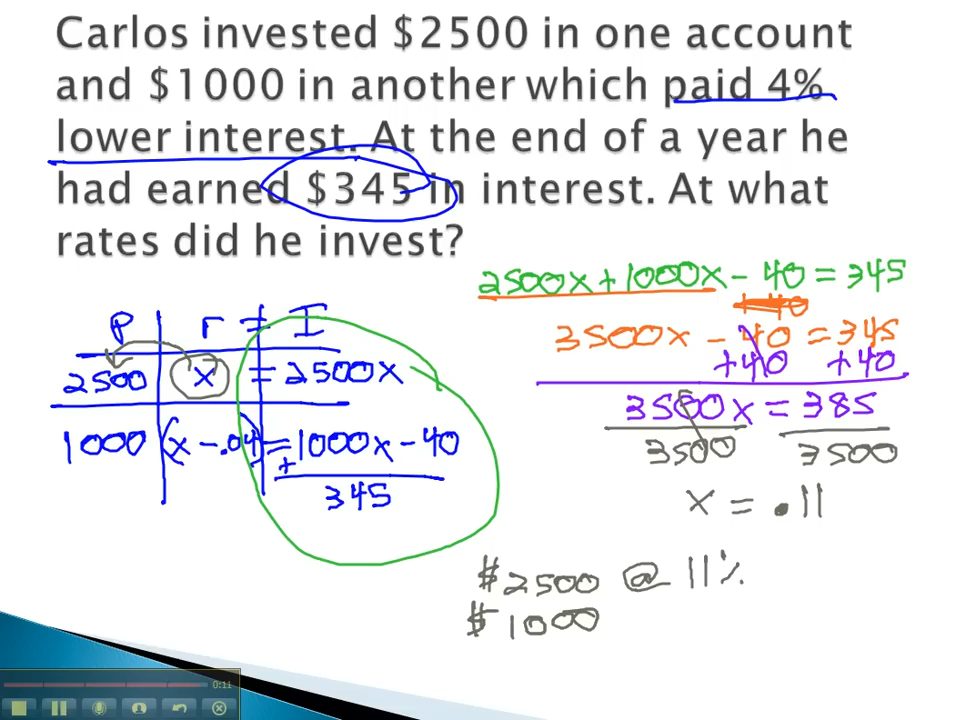 Carlos invested $2500 in one account
and $1000 in another which paid 4%
lower interest. At the end of a year he
had earned $345 in interest. At what
rates did he invest?
2500x + 1000x - 40 = 345
3500x - 40 = 345
+40 +40
3500x = 385
3500 3500
x = .11
P r = I
2500 x = 2500x
1000 (x - .04) = 1000x - 40
+
345
$2500 @ 11%
$1000
0:11